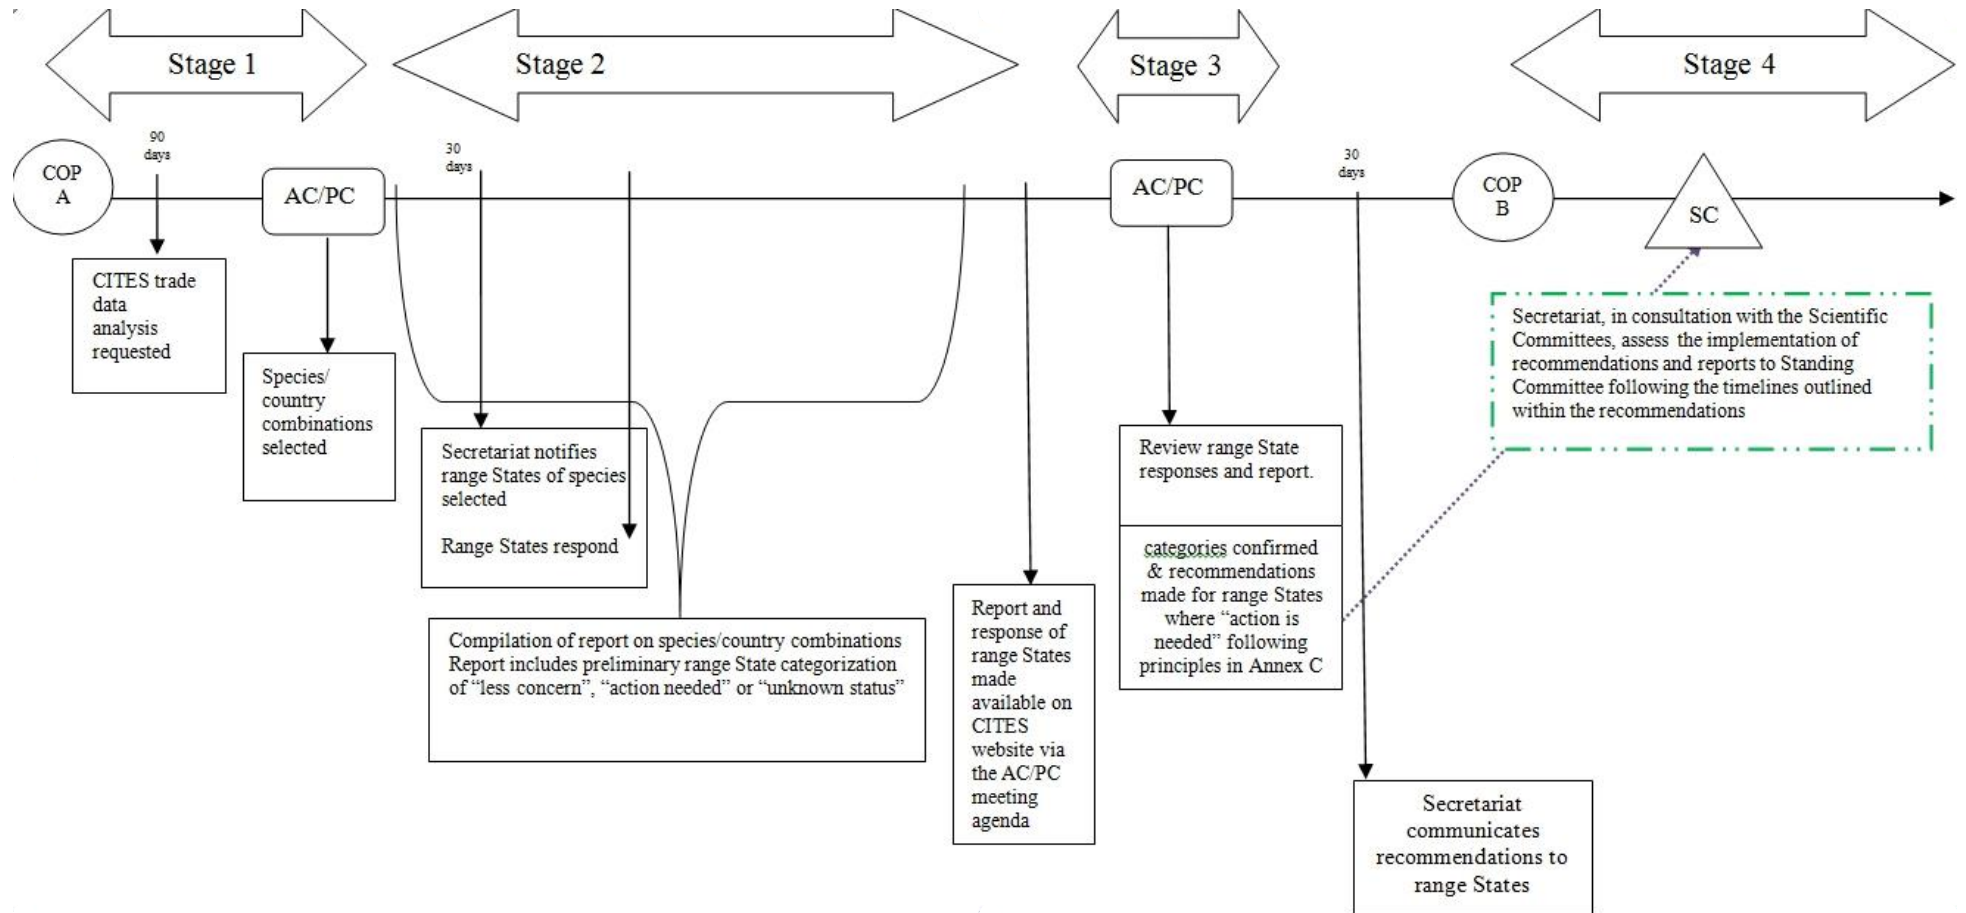 Stage 1
Stage 2
Stage 3
Stage 4
90
days
30
days
30
days
COP
A
AC/PC
AC/PC
COP
B
SC
CITES trade
data
analysis
requested
Species/
country
combinations
selected
Secretariat notifies
range States of species
selected
Range States respond
Compilation of report on species/country combinations
Report includes preliminary range State categorization
of “less concern”, “action needed” or “unknown status”
Report and
response of
range States
made
available on
CITES
website via
the AC/PC
meeting
agenda
Review range State
responses and report.
categories confirmed
& recommendations
made for range States
where “action is
needed” following
principles in Annex C
Secretariat
communicates
recommendations to
range States
Secretariat, in consultation with the Scientific
Committees, assess the implementation of
recommendations and reports to Standing
Committee following the timelines outlined
within the recommendations